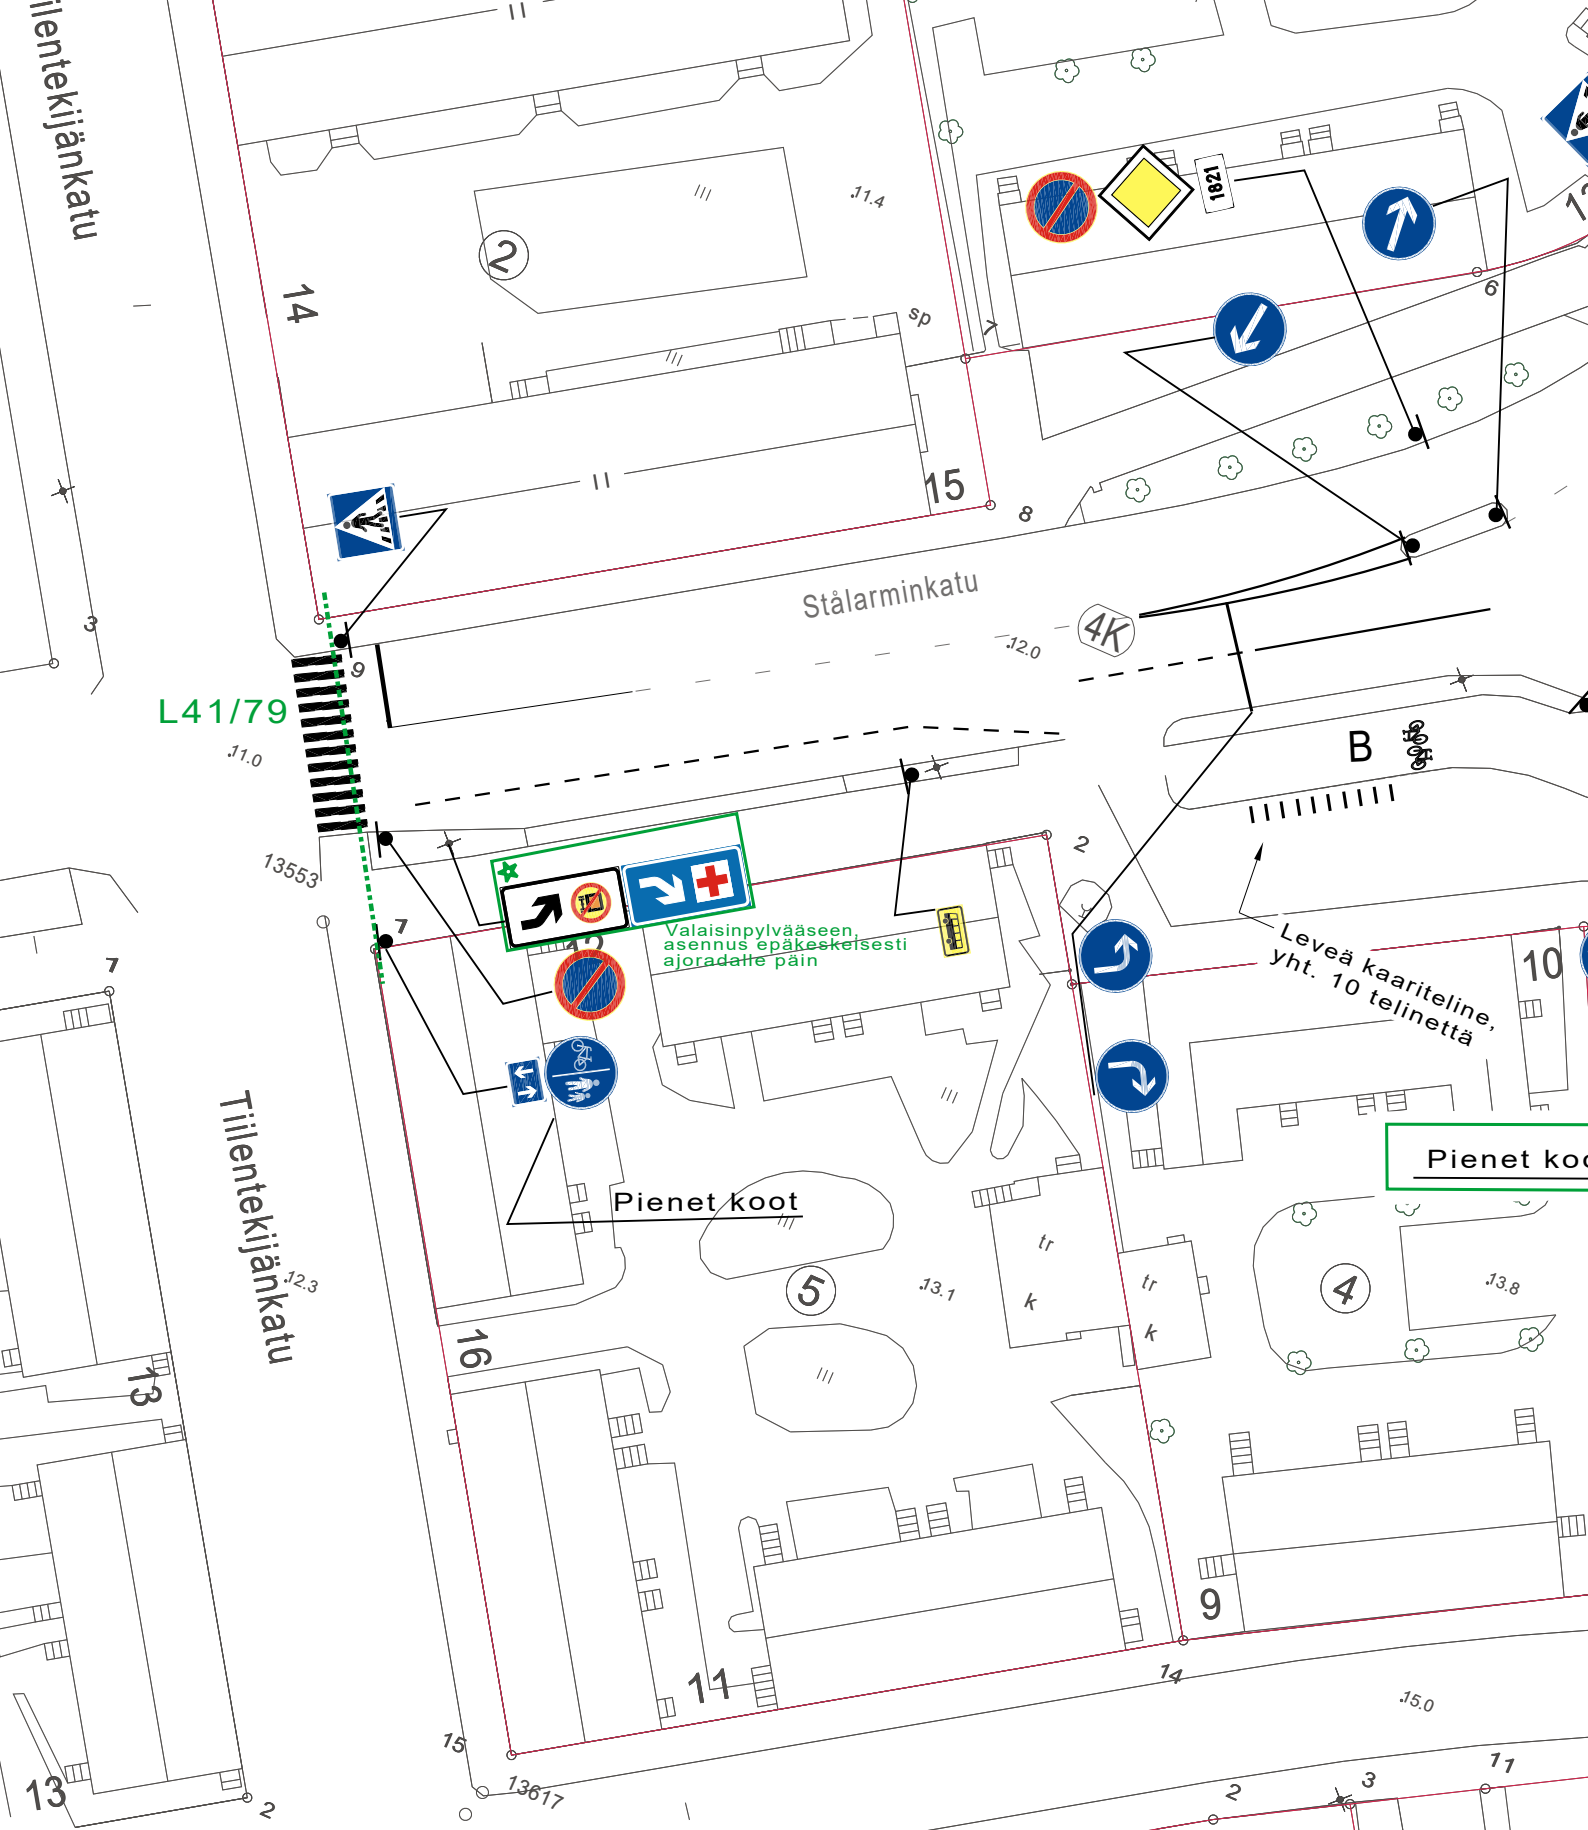 ilentekijänkatu
11.4
1821
2
14
sp
7
6
15
8
Stålarminkatu
3
9
4K
12.0
L41/79
11.0
B
13553
2
7
Valaisinpylvääseen,
asennus epäkeskeisesti
ajoradalle päin
7
10
Leveä kaariteline,
yht. 10 telinettä
Tiilentekijänkatu
Pienet koot
Pienet koo
tr
tr
12.3
5
13.1
k
4
13.8
k
16
13
9
11
14
15.0
15
13
13617
2
2
3
11